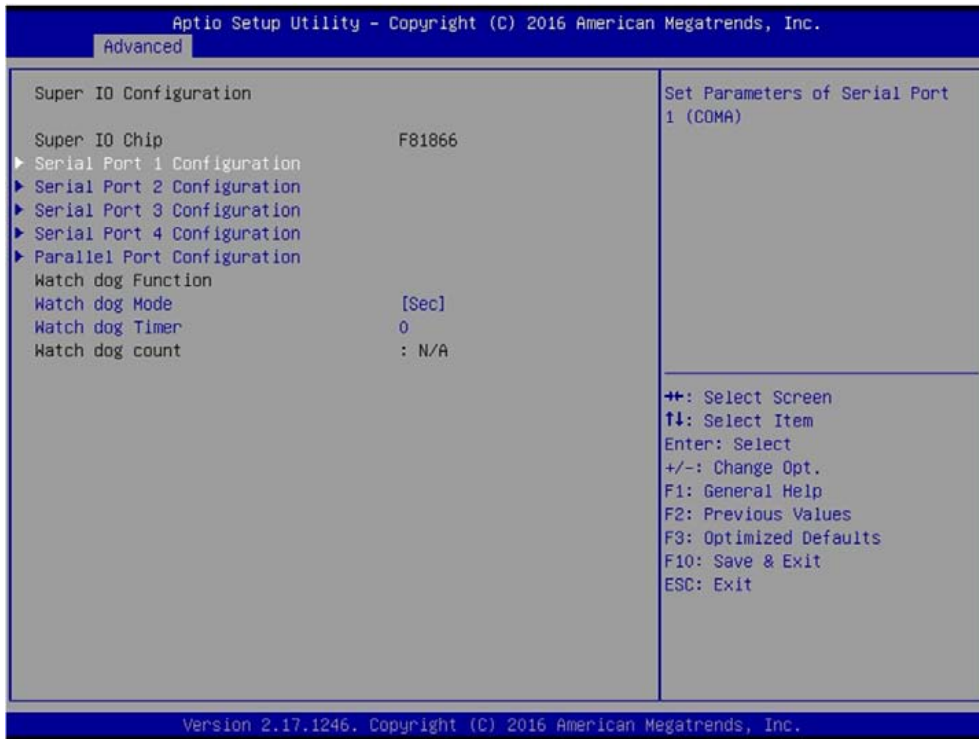 Aptio Setup Utility – Copyright (C) 2016 American Megatrends, Inc.
Advanced
Super IO Configuration
Super IO Chip F81866
▶ Serial Port 1 Configuration
▶ Serial Port 2 Configuration
▶ Serial Port 3 Configuration
▶ Serial Port 4 Configuration
▶ Parallel Port Configuration
Watch dog Function
Watch dog Mode [Sec]
Watch dog Timer 0
Watch dog count : N/A
Set Parameters of Serial Port
1 (COMA)
→←: Select Screen
↑↓: Select Item
Enter: Select
+/-: Change Opt.
F1: General Help
F2: Previous Values
F3: Optimized Defaults
F10: Save & Exit
ESC: Exit
Version 2.17.1246. Copyright (C) 2016 American Megatrends, Inc.